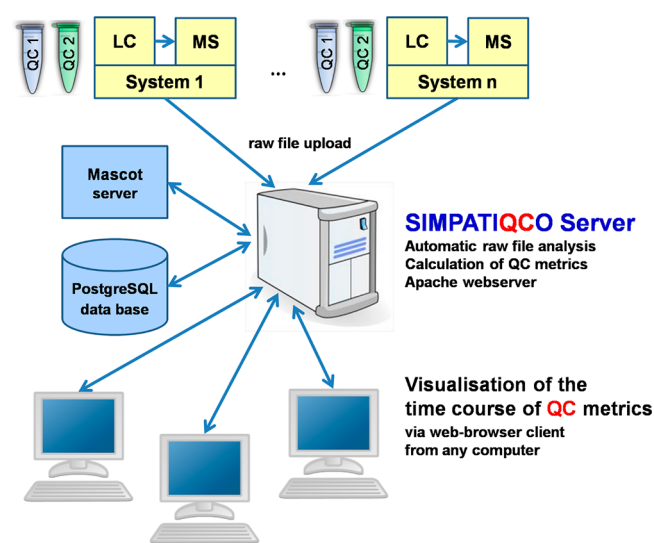 QC 1
QC 2
LC
MS
System 1
...
QC 1
QC 2
LC
MS
System n
raw file upload
Mascot
server
SIMPATIQCO Server
Automatic raw file analysis
Calculation of QC metrics
Apache webserver
PostgreSQL
data base
Visualisation of the
time course of QC metrics
via web-browser client
from any computer